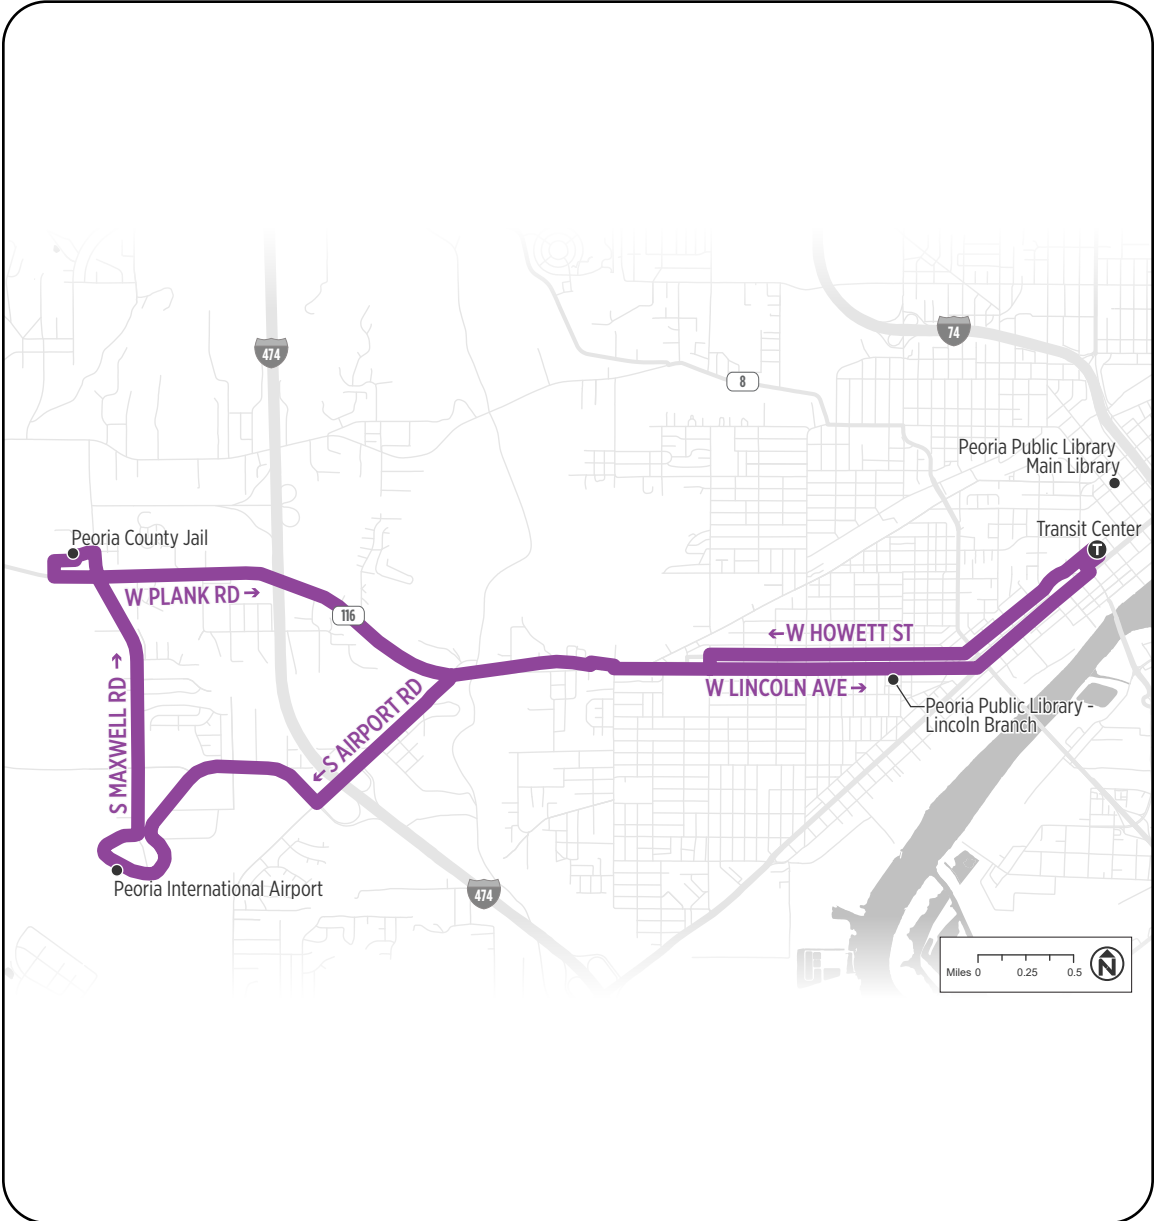 474
74
8
Peoria Public Library
Main Library
Transit Center
T
Peoria County Jail
W PLANK RD →
116
← W HOWETT ST
W LINCOLN AVE →
Peoria Public Library -
Lincoln Branch
S MAXWELL RD →
← S AIRPORT RD
Peoria International Airport
474
Miles 0 0.25 0.5
N